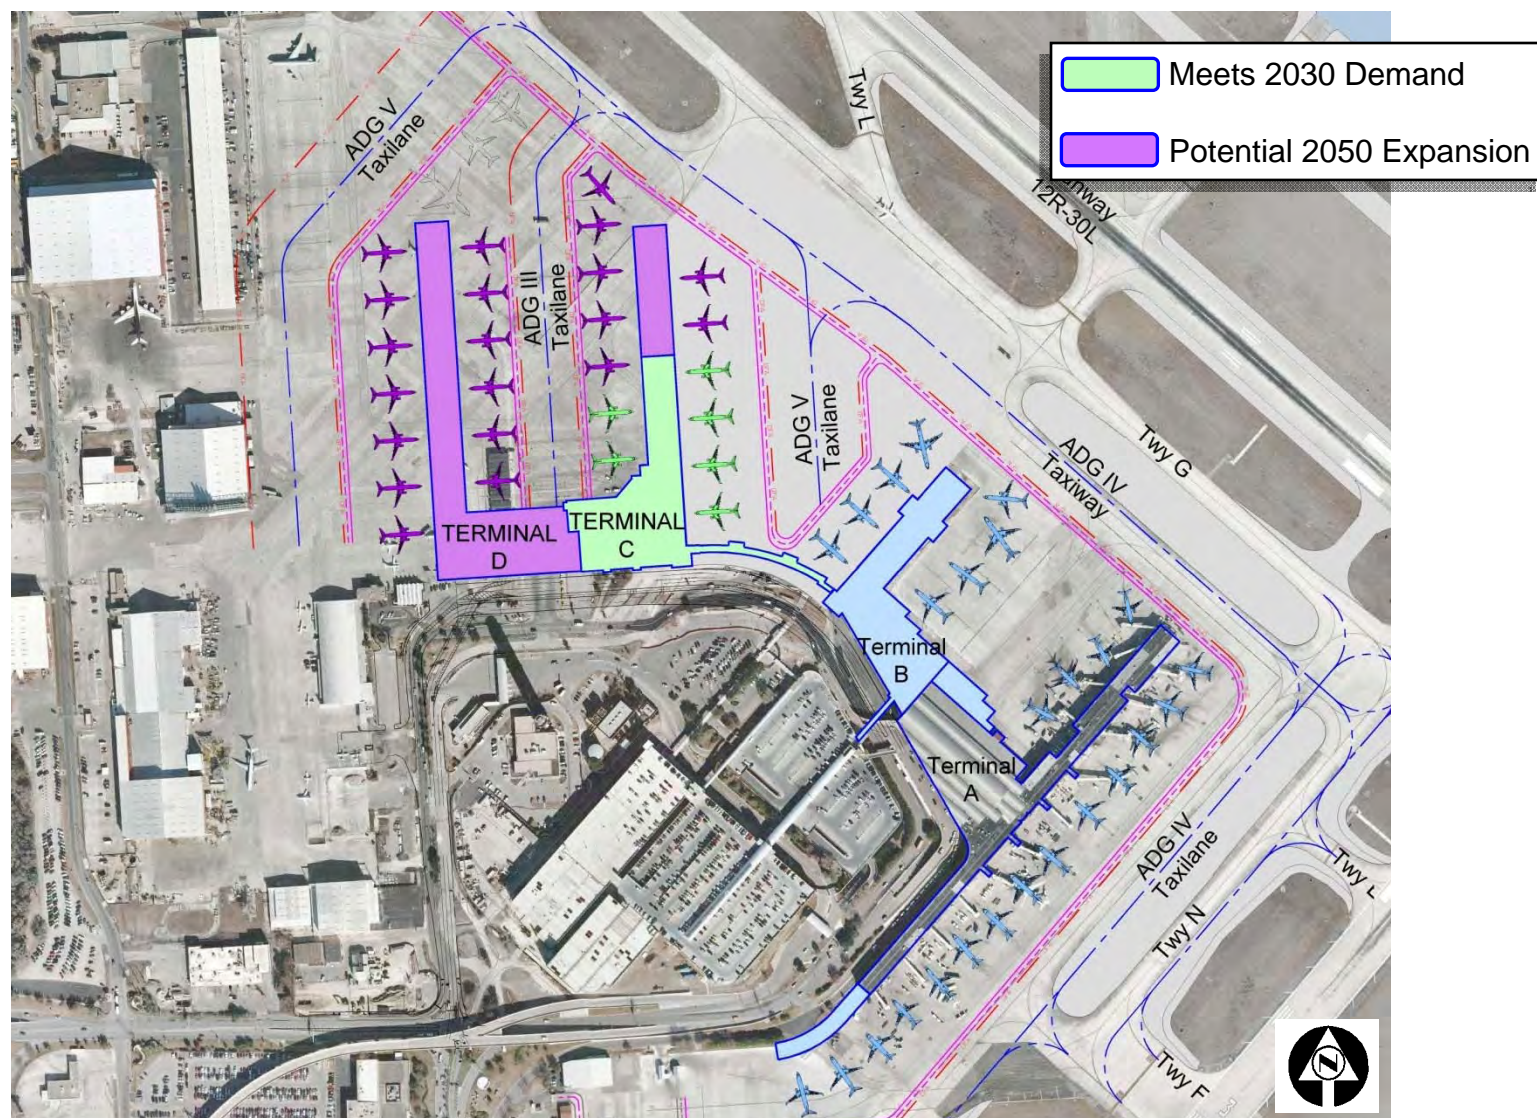 Meets 2030 Demand
Potential 2050 Expansion
Twy L
12R-30L
ADG V
Taxilane
ADG III
Taxilane
ADG V
Taxilane
Twy G
ADG IV
Taxiway
TERMINAL
D
TERMINAL
C
Terminal
B
Terminal
A
ADG IV
Taxilane
Twy L
Twy N
Twy F
N